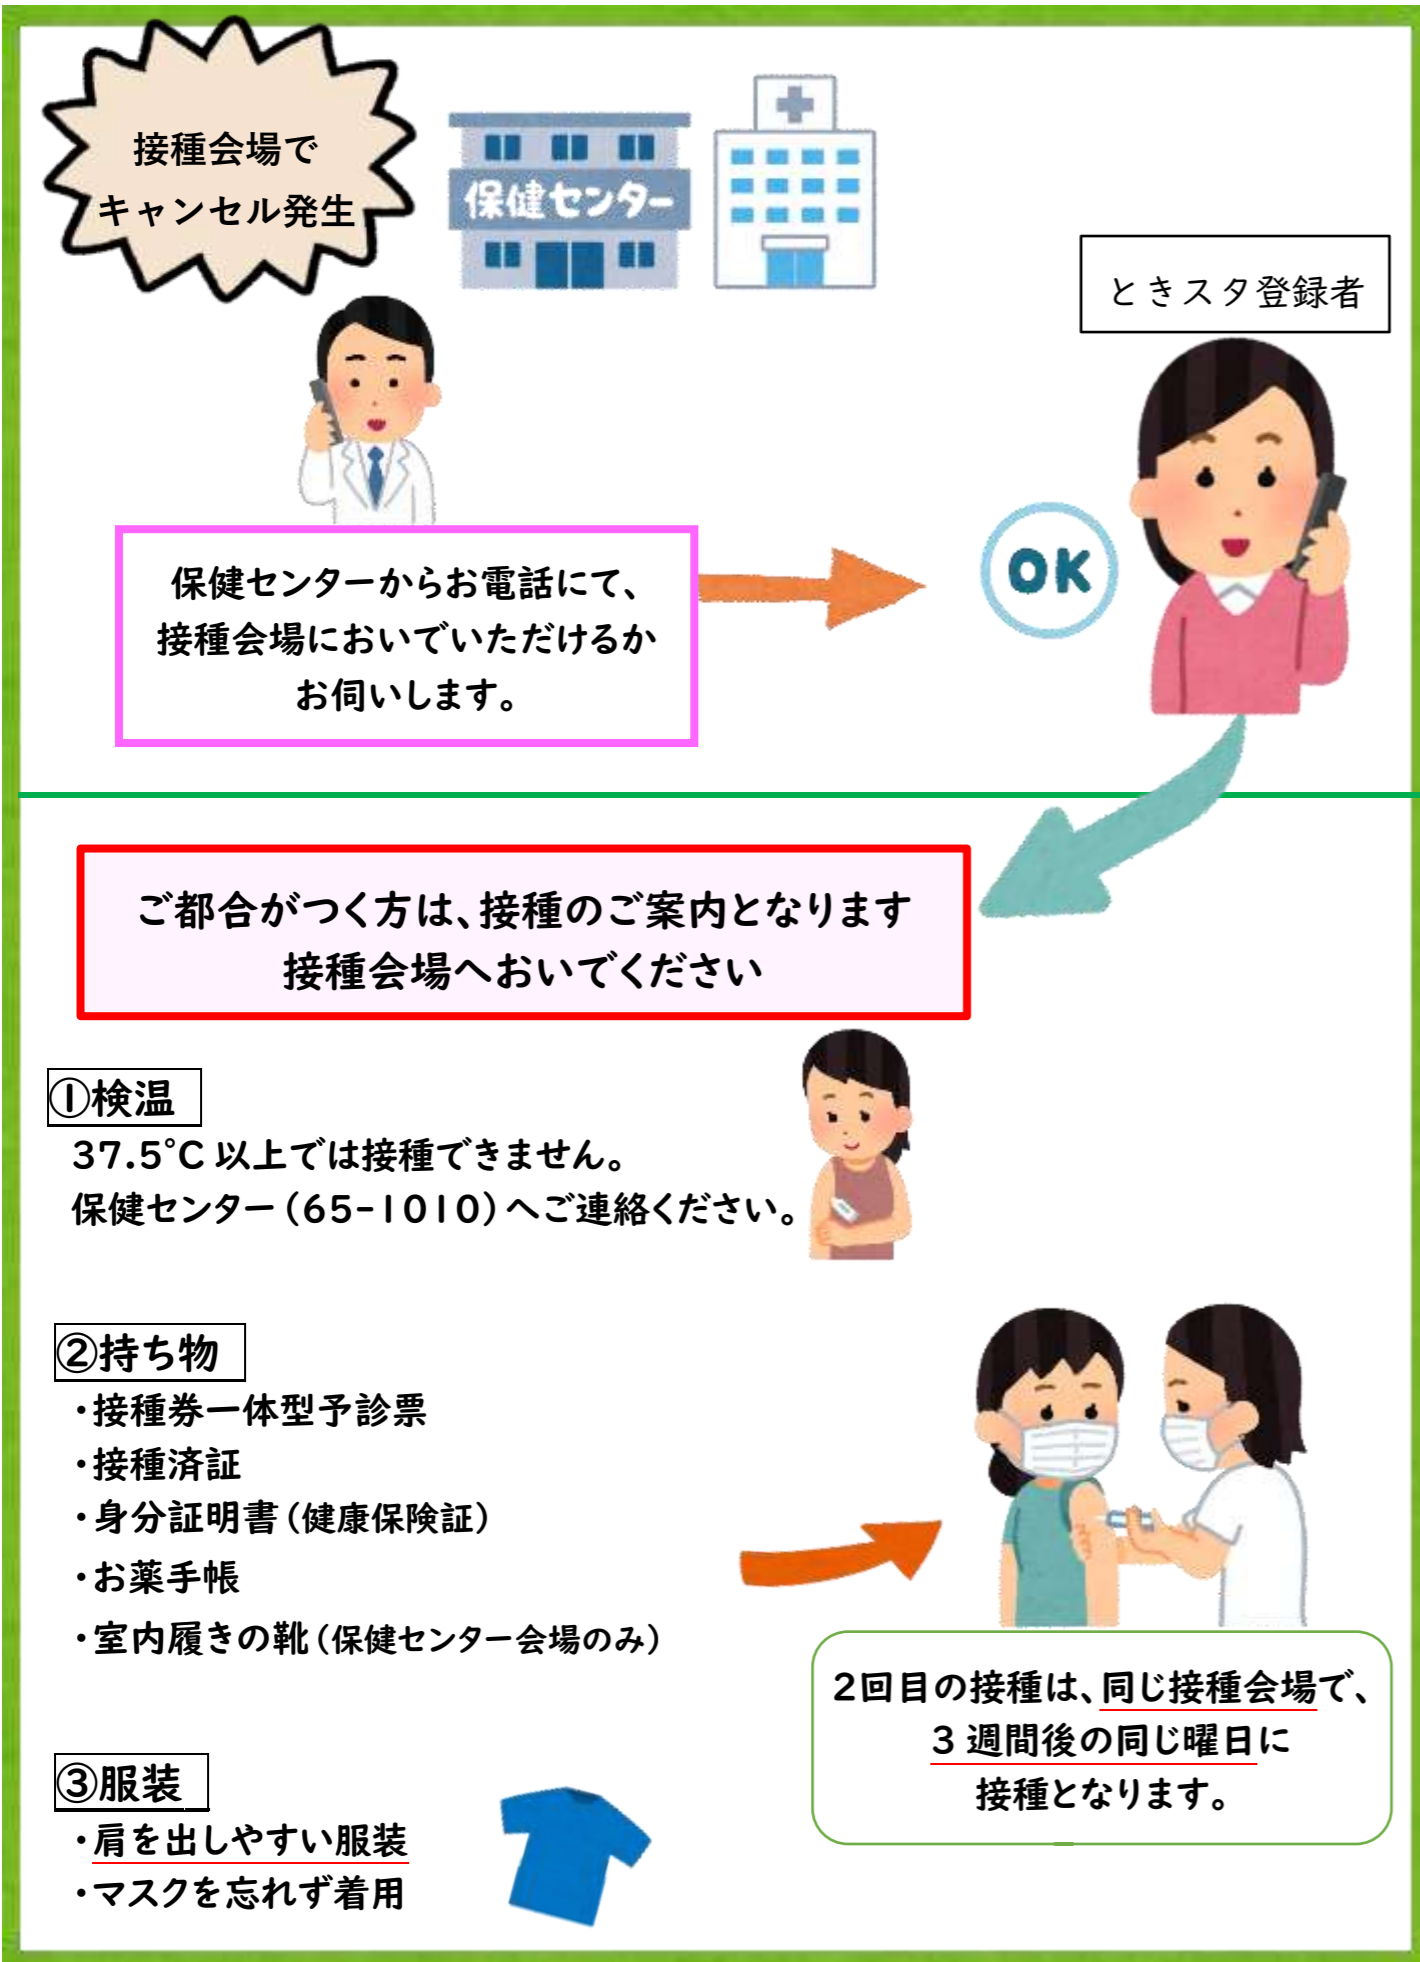 接種会場で
キャンセル発生
保健センター
ときスタ登録者
OK
保健センターからお電話にて、
接種会場においでいただけるか
お伺いします。
ご都合がつく方は、接種のご案内となります
接種会場へおいでください
①検温
37.5℃以上では接種できません。
保健センター(65-1010)へご連絡ください。
②持ち物
・接種券一体型予診票
・接種済証
・身分証明書(健康保険証)
・お薬手帳
・室内履きの靴(保健センター会場のみ)
2回目の接種は、同じ接種会場で、
3週間後の同じ曜日に
接種となります。
③服装
・肩を出しやすい服装
・マスクを忘れず着用